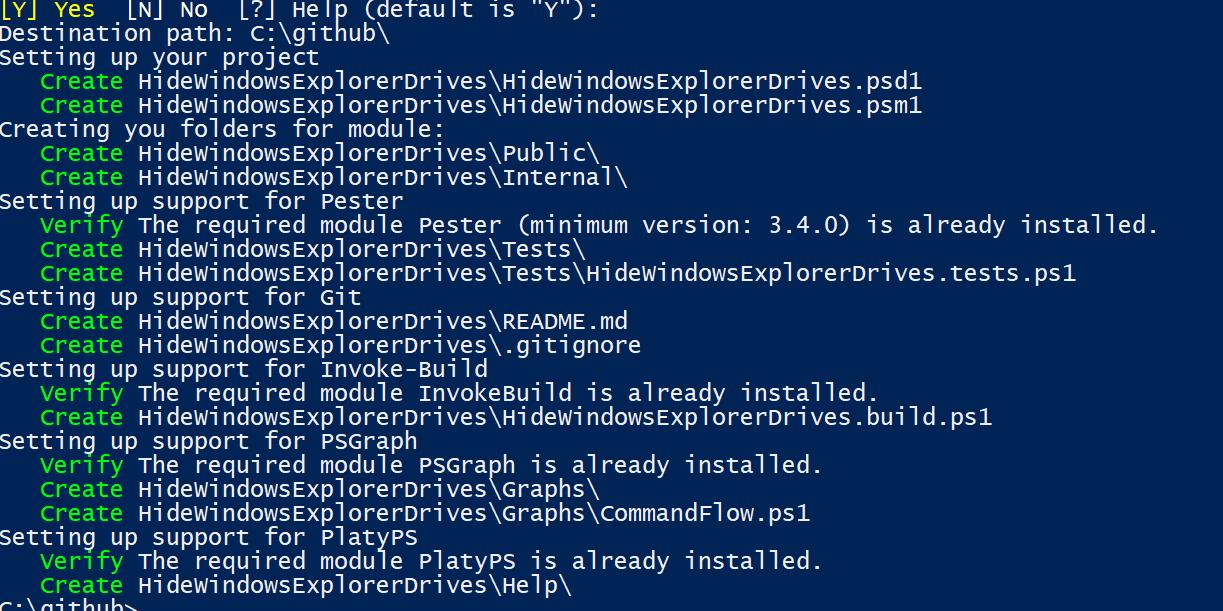 [Y] Yes  [N] No  [?] Help (default is "Y"):
Destination path: C:\github\
Setting up your project
   Create HideWindowsExplorerDrives\HideWindowsExplorerDrives.psd1
   Create HideWindowsExplorerDrives\HideWindowsExplorerDrives.psm1
Creating you folders for module:
   Create HideWindowsExplorerDrives\Public\
   Create HideWindowsExplorerDrives\Internal\
Setting up support for Pester
   Verify The required module Pester (minimum version: 3.4.0) is already installed.
   Create HideWindowsExplorerDrives\Tests\
   Create HideWindowsExplorerDrives\Tests\HideWindowsExplorerDrives.tests.ps1
Setting up support for Git
   Create HideWindowsExplorerDrives\README.md
   Create HideWindowsExplorerDrives\.gitignore
Setting up support for Invoke-Build
   Verify The required module InvokeBuild is already installed.
   Create HideWindowsExplorerDrives\HideWindowsExplorerDrives.build.ps1
Setting up support for PSGraph
   Verify The required module PSGraph is already installed.
   Create HideWindowsExplorerDrives\Graphs\
   Create HideWindowsExplorerDrives\Graphs\CommandFlow.ps1
Setting up support for PlatyPS
   Verify The required module PlatyPS is already installed.
   Create HideWindowsExplorerDrives\Help\
C:\github>